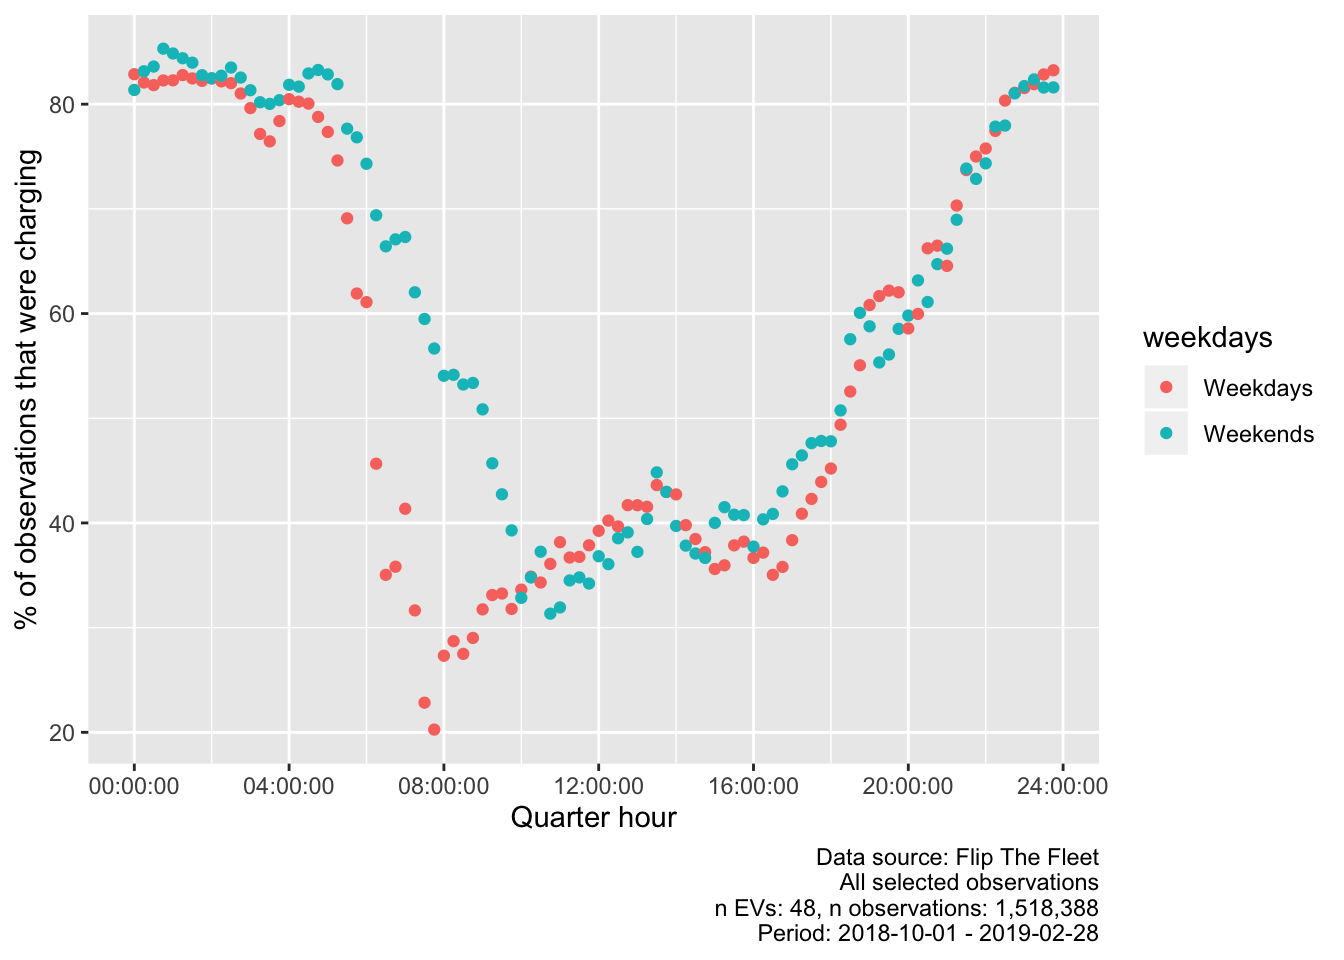 % of observations that were charging
80
60
40
20
00:00:00 04:00:00 08:00:00 12:00:00 16:00:00 20:00:00 24:00:00
Quarter hour
weekdays
Weekdays
Weekends
Data source: Flip The Fleet
All selected observations
n EVs: 48, n observations: 1,518,388
Period: 2018-10-01 - 2019-02-28